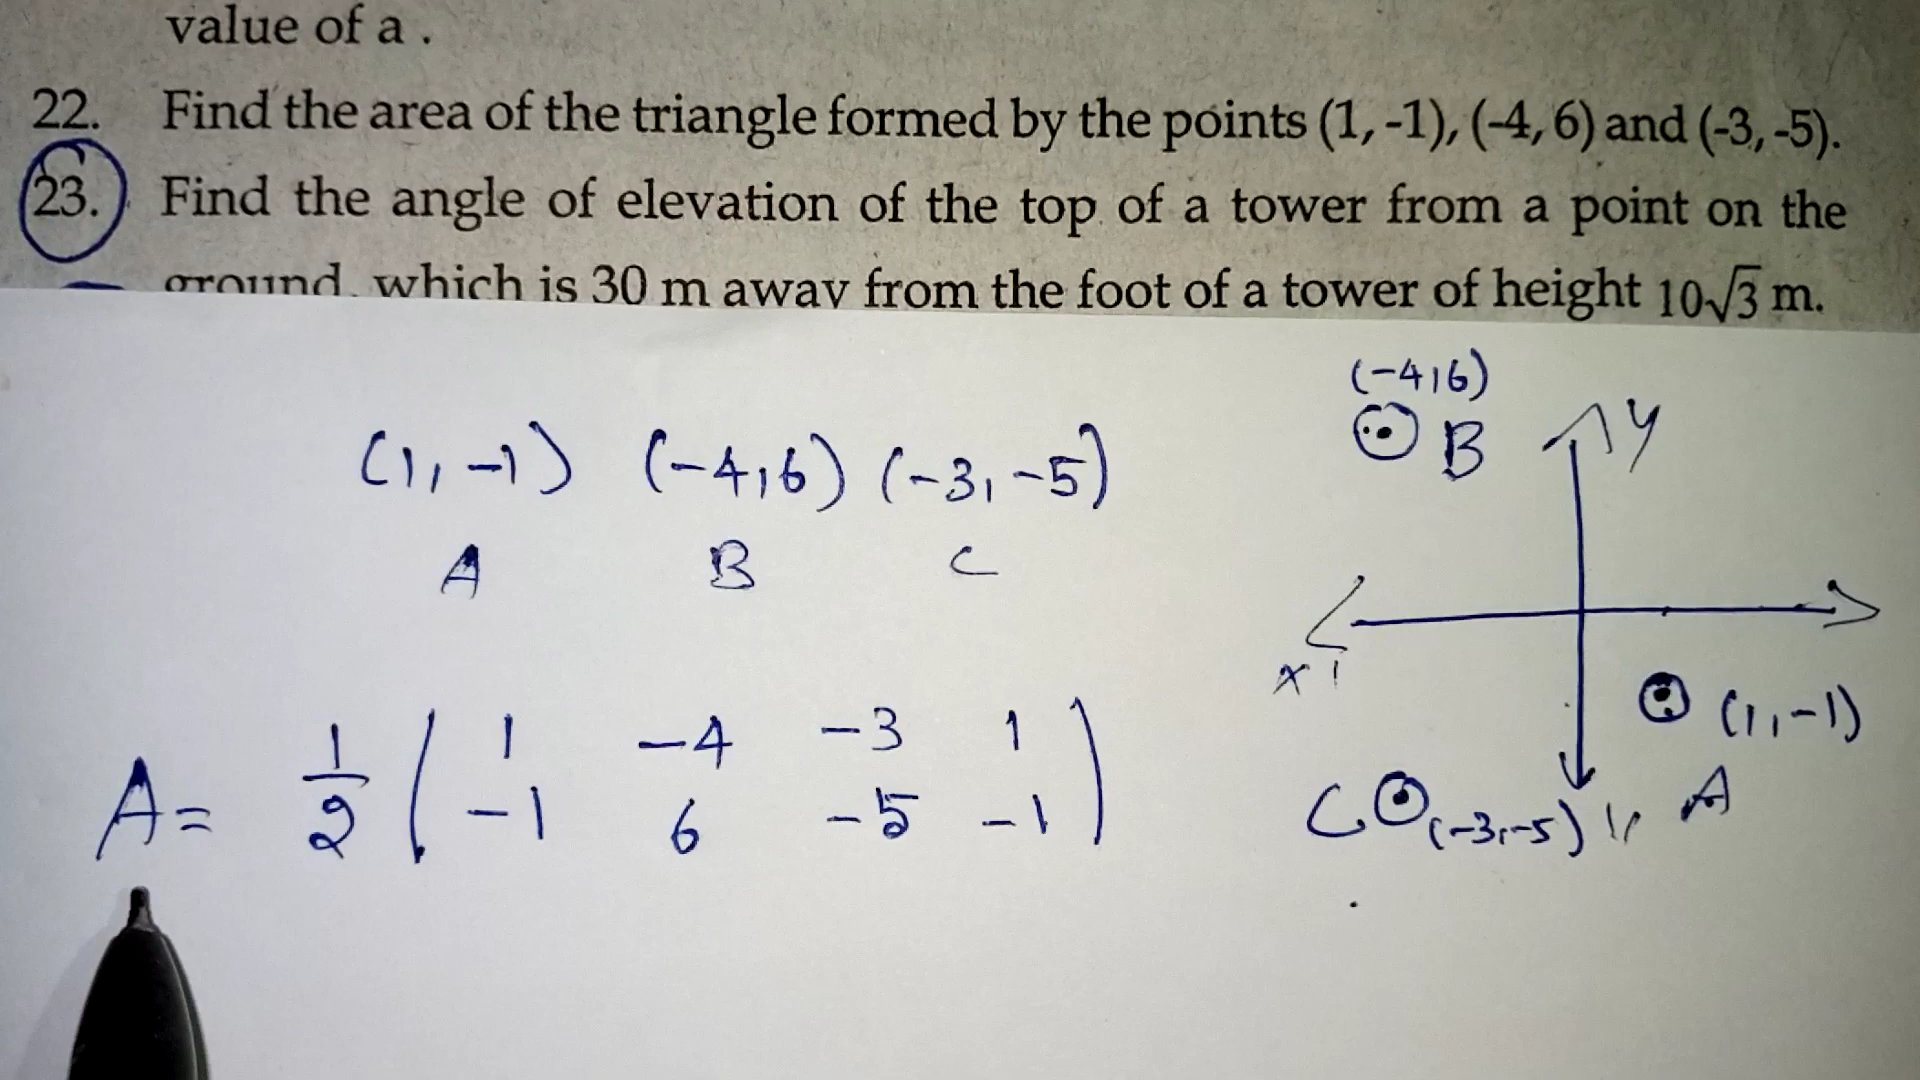 value of a .
22. Find the area of the triangle formed by the points (1, -1), (-4, 6) and (-3, -5).
23. Find the angle of elevation of the top of a tower from a point on the
ground, which is 30 m away from the foot of a tower of height 10√3 m.
(-4,6)
B y
(1, -1) (-4,6) (-3, -5)
A B C
x'
(1, -1)
A = 1/2 ( 1 -4 -3 1
-1 6 -5 -1 )
C (-3,-5) A